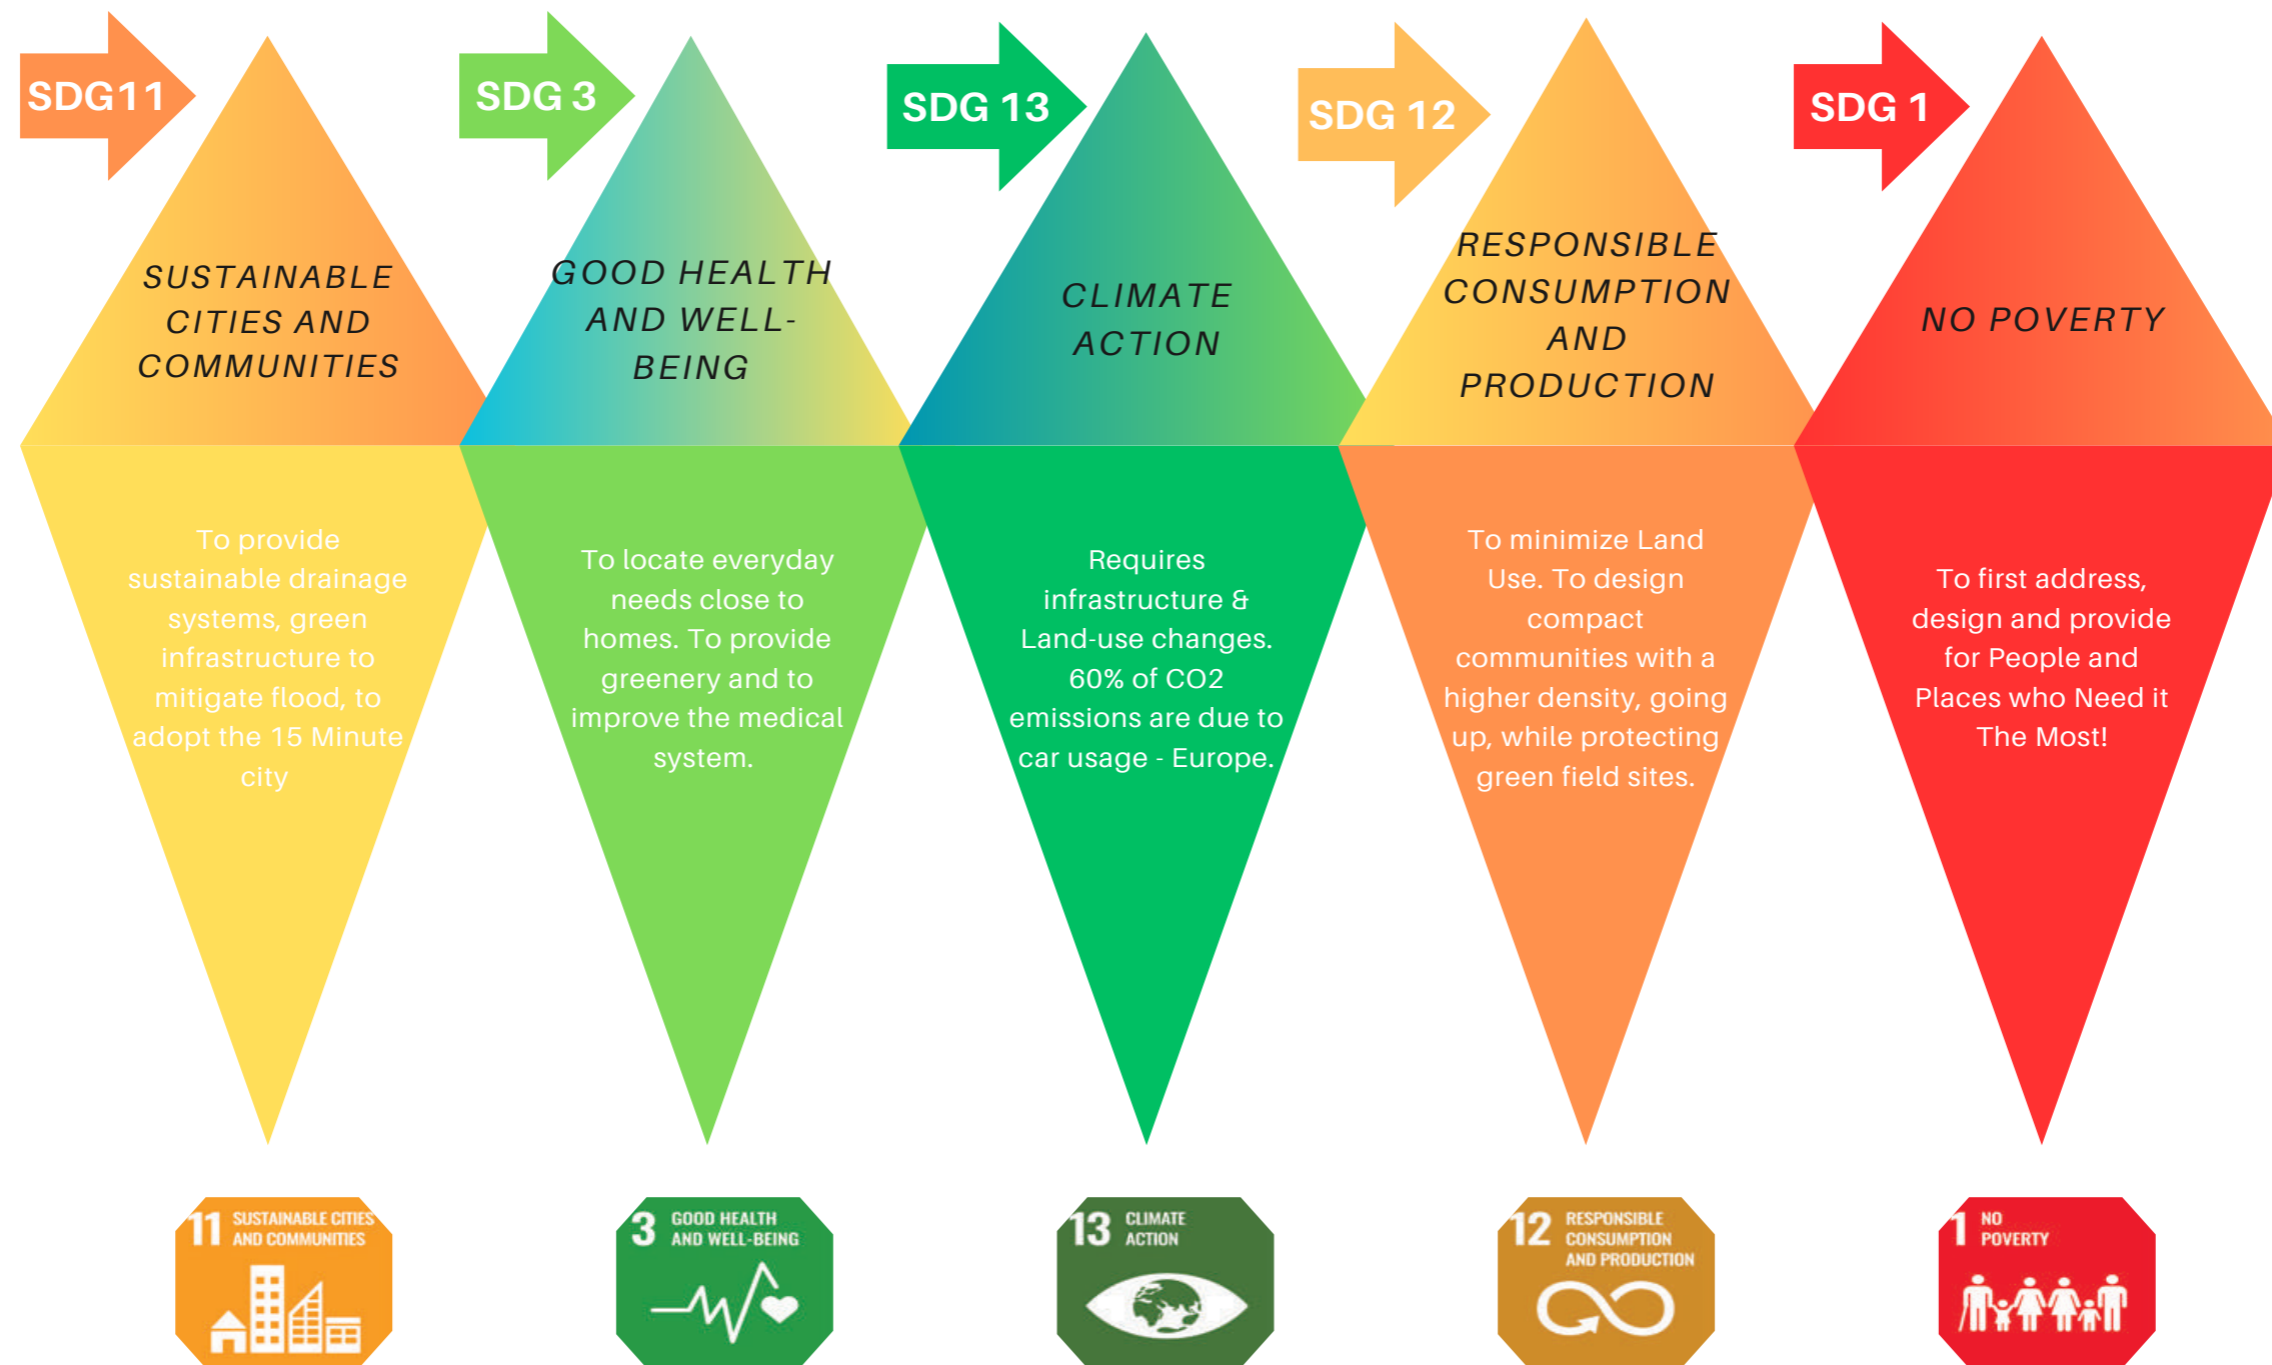 SDG11
SUSTAINABLE
CITIES AND
COMMUNITIES
To provide
sustainable drainage
systems, green
infrastructure to
mitigate flood, to
adopt the 15 Minute
city
11 SUSTAINABLE CITIES
AND COMMUNITIES
SDG 3
GOOD HEALTH
AND WELL-
BEING
To locate everyday
needs close to
homes. To provide
greenery and to
improve the medical
system.
3 GOOD HEALTH
AND WELL-BEING
SDG 13
CLIMATE
ACTION
Requires
infrastructure &
Land-use changes.
60% of CO2
emissions are due to
car usage - Europe.
13 CLIMATE
ACTION
SDG 12
RESPONSIBLE
CONSUMPTION
AND
PRODUCTION
To minimize Land
Use. To design
compact
communities with a
higher density, going
up, while protecting
green field sites.
12 RESPONSIBLE
CONSUMPTION
AND PRODUCTION
SDG 1
NO POVERTY
To first address,
design and provide
for People and
Places who Need it
The Most!
1 NO
POVERTY